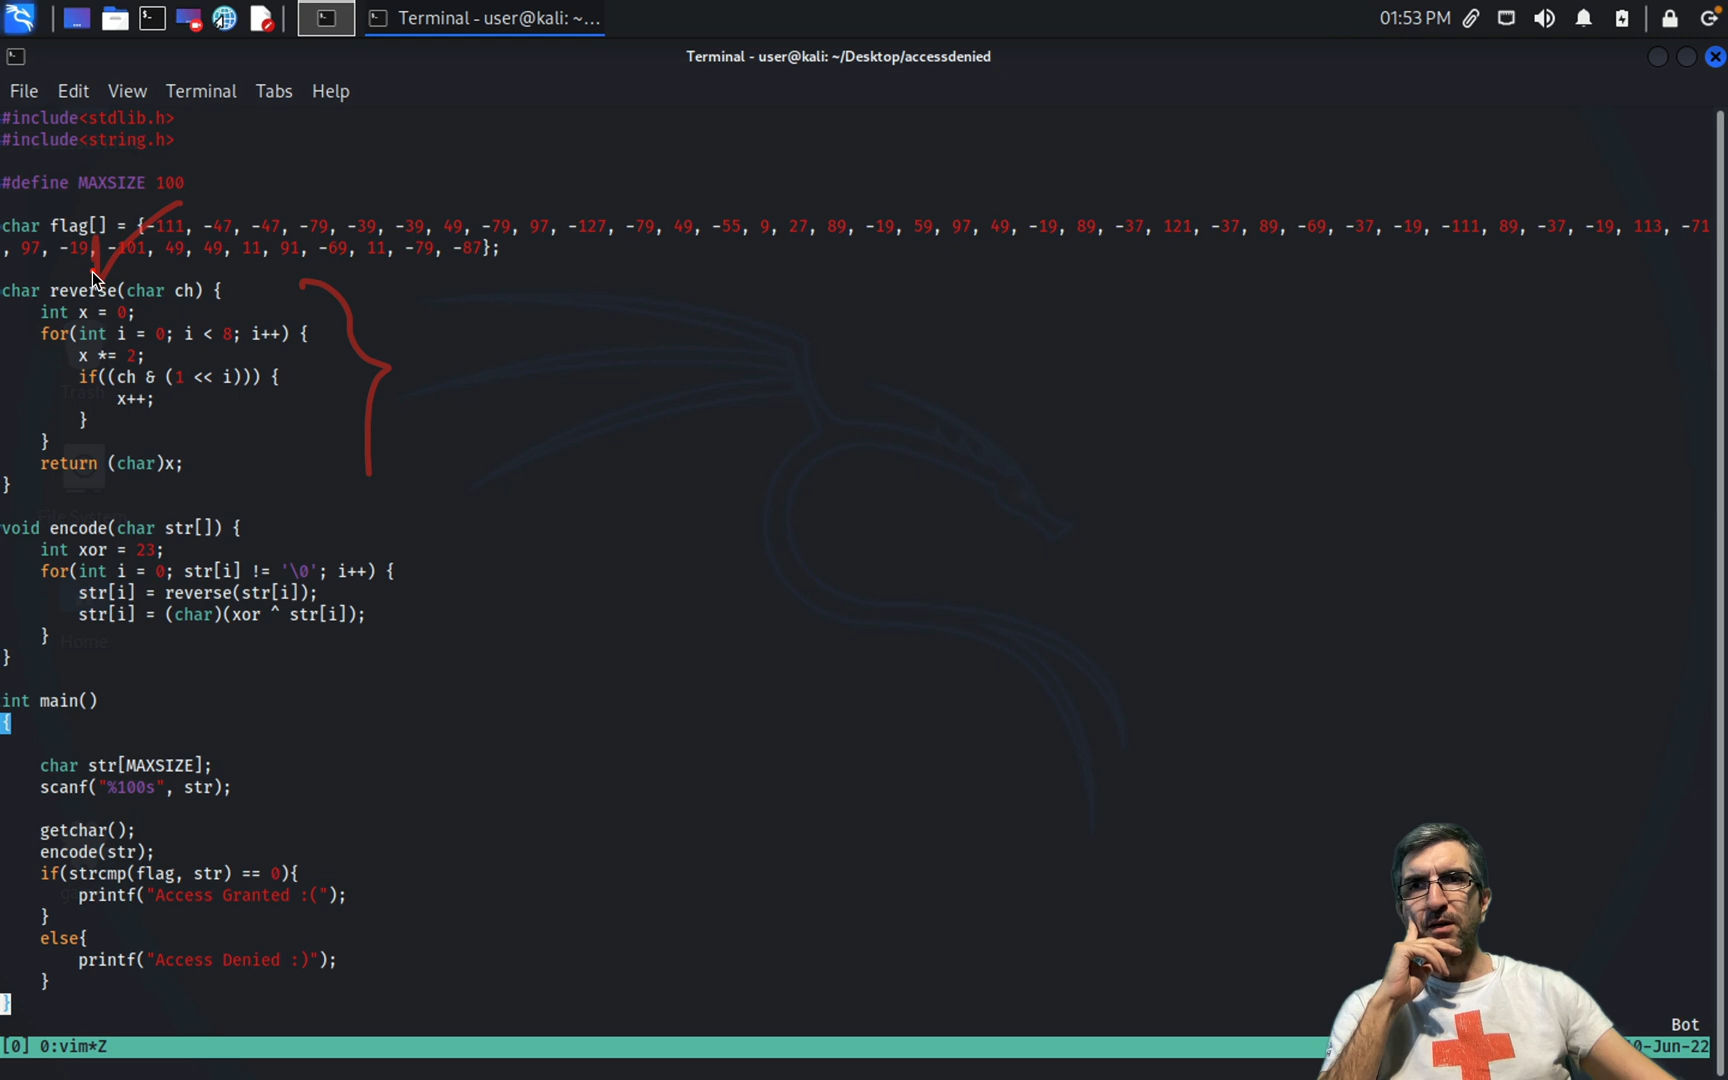 Terminal - user@kali: ~... 01:53 PM
Terminal - user@kali: ~/Desktop/accessdenied
File Edit View Terminal Tabs Help
#include<stdlib.h>
#include<string.h>
#define MAXSIZE 100
char flag[] = {-111, -47, -47, -79, -39, -39, 49, -79, 97, -127, -79, 49, -55, 9, 27, 89, -19, 59, 97, 49, -19, 89, -37, 121, -37, 89, -69, -37, -19, -111, 89, -37, -19, 113, -71
, 97, -19, -101, 49, 49, 11, 91, -69, 11, -79, -87};
char reverse(char ch) {
int x = 0;
for(int i = 0; i < 8; i++) {
x *= 2;
if((ch & (1 << i))) {
x++;
}
}
return (char)x;
}
void encode(char str[]) {
int xor = 23;
for(int i = 0; str[i] != '\0'; i++) {
str[i] = reverse(str[i]);
str[i] = (char)(xor ^ str[i]);
}
}
int main()
{
char str[MAXSIZE];
scanf("%100s", str);
getchar();
encode(str);
if(strcmp(flag, str) == 0){
printf("Access Granted :(");
}
else{
printf("Access Denied :)");
}
}
Trash
File System
Home
Bot
[0] 0:vim*Z 0-Jun-22